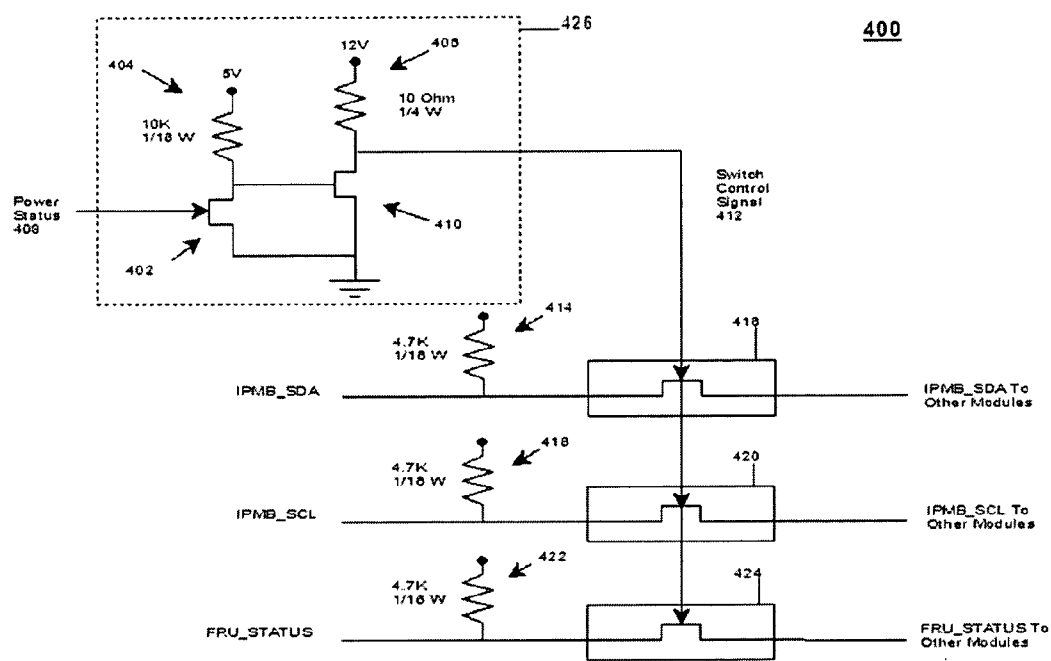 426
400
12V
408
404
5V
10 Ohm
1/4 W
10K
1/16 W
Switch
Control
Signal
412
Power
Status
409
410
402
414
418
4.7K
1/16 W
IPMB_SDA
IPMB_SDA To
Other Modules
418
420
4.7K
1/16 W
IPMB_SCL
IPMB_SCL To
Other Modules
422
424
4.7K
1/16 W
FRU_STATUS
FRU_STATUS To
Other Modules